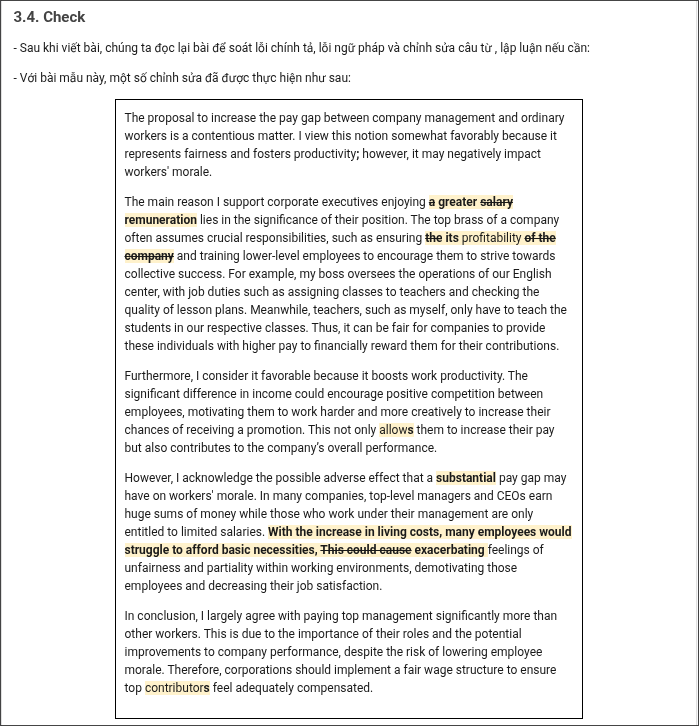 3.4. Check
- Sau khi viết bài, chúng ta đọc lại bài để soát lỗi chính tả, lỗi ngữ pháp và chỉnh sửa câu từ , lập luận nếu cần:
- Với bài mẫu này, một số chỉnh sửa đã được thực hiện như sau:
The proposal to increase the pay gap between company management and ordinary
workers is a contentious matter. I view this notion somewhat favorably because it
represents fairness and fosters productivity; however, it may negatively impact
workers' morale.
The main reason I support corporate executives enjoying a greater salary
remuneration lies in the significance of their position. The top brass of a company
often assumes crucial responsibilities, such as ensuring the its profitability of the
company and training lower-level employees to encourage them to strive towards
collective success. For example, my boss oversees the operations of our English
center, with job duties such as assigning classes to teachers and checking the
quality of lesson plans. Meanwhile, teachers, such as myself, only have to teach the
students in our respective classes. Thus, it can be fair for companies to provide
these individuals with higher pay to financially reward them for their contributions.
Furthermore, I consider it favorable because it boosts work productivity. The
significant difference in income could encourage positive competition between
employees, motivating them to work harder and more creatively to increase their
chances of receiving a promotion. This not only allows them to increase their pay
but also contributes to the company's overall performance.
However, I acknowledge the possible adverse effect that a substantial pay gap may
have on workers' morale. In many companies, top-level managers and CEOs earn
huge sums of money while those who work under their management are only
entitled to limited salaries. With the increase in living costs, many employees would
struggle to afford basic necessities, This could cause exacerbating feelings of
unfairness and partiality within working environments, demotivating those
employees and decreasing their job satisfaction.
In conclusion, I largely agree with paying top management significantly more than
other workers. This is due to the importance of their roles and the potential
improvements to company performance, despite the risk of lowering employee
morale. Therefore, corporations should implement a fair wage structure to ensure
top contributors feel adequately compensated.